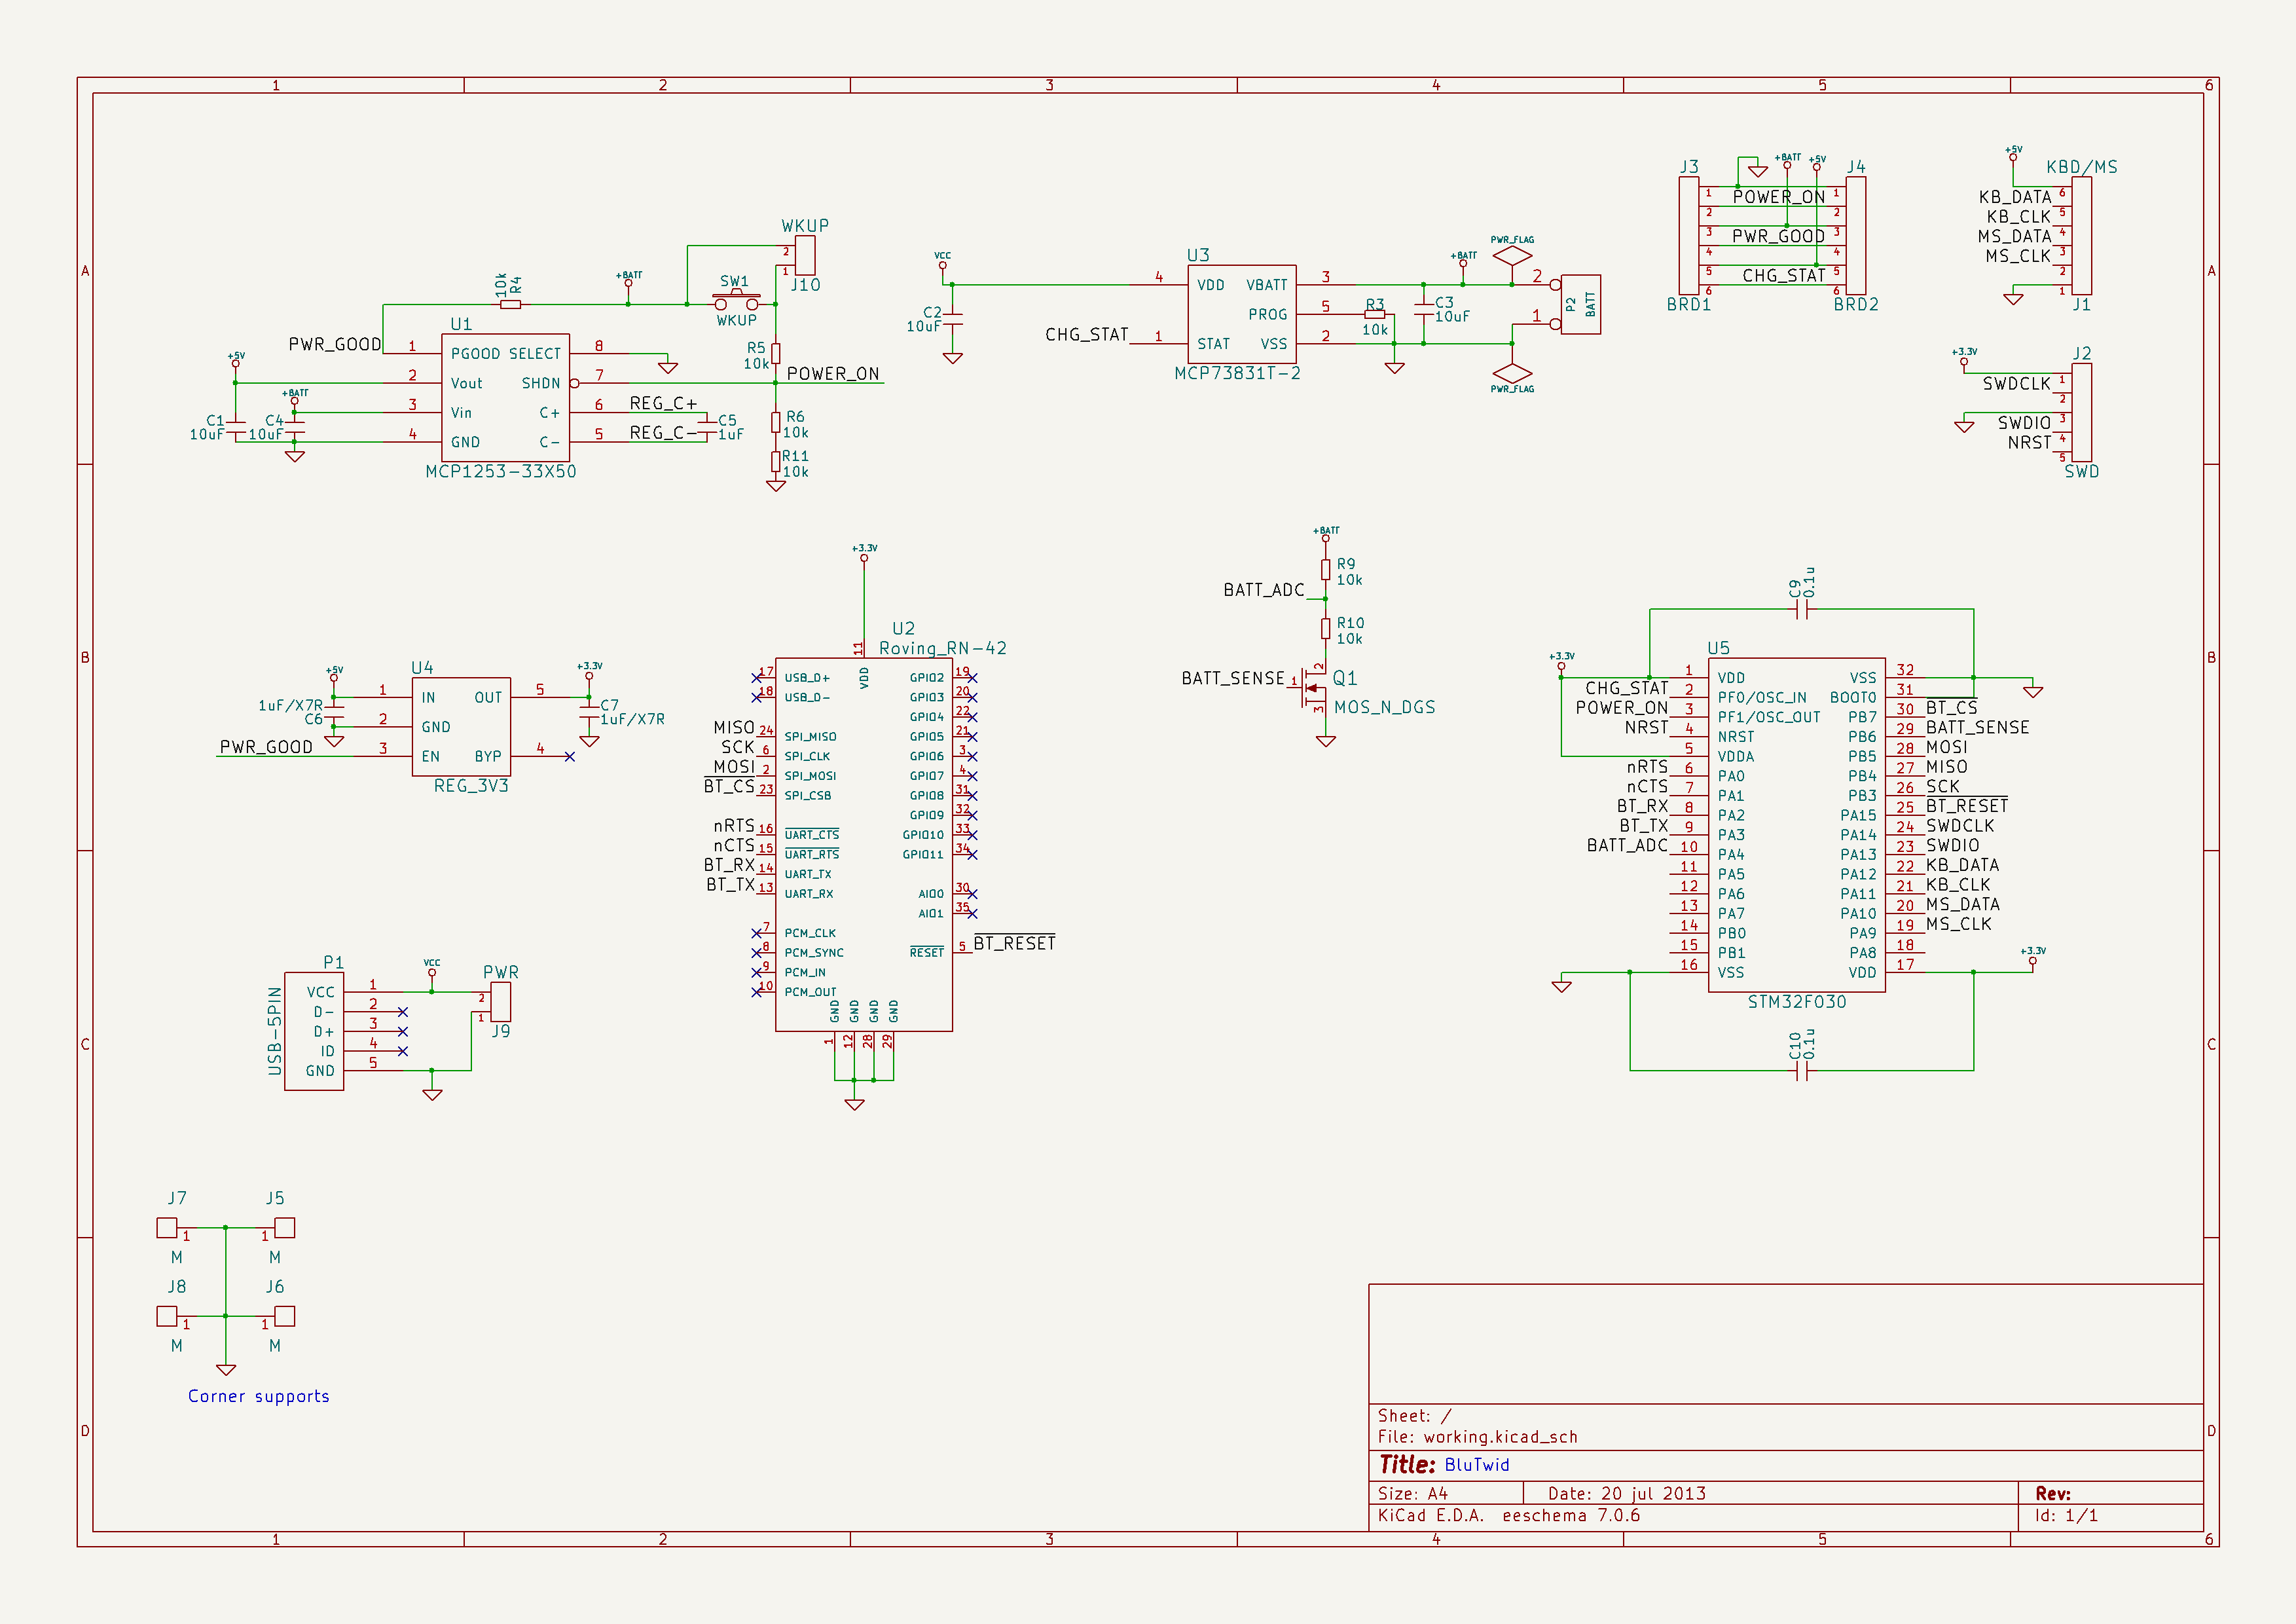 1 2 3 4 5 6
A
B
C
D
1 2 3 4 5 6
A
B
C
D
WKUP
2
1
J10
+BATT
SW1
WKUP
10k
R4
U1
PWR_GOOD
1 PGOOD SELECT 8
2 Vout SHDN 7
3 Vin C+ 6
4 GND C- 5
MCP1253-33X50
+5V
+BATT
C1
10uF
C4
10uF
R5
10k
POWER_ON
REG_C+
REG_C-
C5
1uF
R6
10k
R11
10k
VCC
C2
10uF
CHG_STAT
U3
4 VDD VBATT 3
PROG 5
1 STAT VSS 2
MCP73831T-2
R3
10k
C3
10uF
+BATT
PWR_FLAG
PWR_FLAG
2
1
P2
BATT
J3
1
2
3
4
5
6
BRD1
+BATT
+5V
POWER_ON
PWR_GOOD
CHG_STAT
J4
1
2
3
4
5
6
BRD2
+5V
KBD/MS
KB_DATA 6
KB_CLK 5
MS_DATA 4
MS_CLK 3
2
1
J1
+3.3V
J2
SWDCLK 1
2
SWDIO 3
NRST 4
5
SWD
+5V
U4
1uF/X7R
C6
1 IN OUT 5
2 GND
3 EN BYP 4
REG_3V3
PWR_GOOD
+3.3V
C7
1uF/X7R
+3.3V
U2
Roving_RN-42
11
VDD
17 USB_D+
18 USB_D-
MISO 24 SPI_MISO
SCK 6 SPI_CLK
MOSI 2 SPI_MOSI
BT_CS 23 SPI_CSB
nRTS 16 UART_CTS
nCTS 15 UART_RTS
BT_RX 14 UART_TX
BT_TX 13 UART_RX
7 PCM_CLK
8 PCM_SYNC
9 PCM_IN
10 PCM_OUT
GPIO2 19
GPIO3 20
GPIO4 22
GPIO5 21
GPIO6 3
GPIO7 4
GPIO8 31
GPIO9 32
GPIO10 33
GPIO11 34
AIO0 30
AIO1 35
RESET 5 BT_RESET
GND GND GND GND
1 12 28 29
+BATT
R9
10k
BATT_ADC
R10
10k
BATT_SENSE
1
2
3
Q1
MOS_N_DGS
C9
0.1u
U5
+3.3V
1 VDD
CHG_STAT 2 PF0/OSC_IN
POWER_ON 3 PF1/OSC_OUT
NRST 4 NRST
5 VDDA
nRTS 6 PA0
nCTS 7 PA1
BT_RX 8 PA2
BT_TX 9 PA3
BATT_ADC 10 PA4
11 PA5
12 PA6
13 PA7
14 PB0
15 PB1
16 VSS
VSS 32
BOOT0 31
PB7 30 BT_CS
PB6 29 BATT_SENSE
PB5 28 MOSI
PB4 27 MISO
PB3 26 SCK
PA15 25 BT_RESET
PA14 24 SWDCLK
PA13 23 SWDIO
PA12 22 KB_DATA
PA11 21 KB_CLK
PA10 20 MS_DATA
PA9 19 MS_CLK
PA8 18
VDD 17
+3.3V
STM32F030
C10
0.1u
P1
USB-5PIN
VCC 1
D- 2
D+ 3
ID 4
GND 5
VCC
PWR
2
1
J9
J7
1
M
J5
1
M
J8
1
M
J6
1
M
Corner supports
Sheet: /
File: working.kicad_sch
Title: BluTwid
Size: A4 Date: 20 jul 2013 Rev:
KiCad E.D.A. eeschema 7.0.6 Id: 1/1